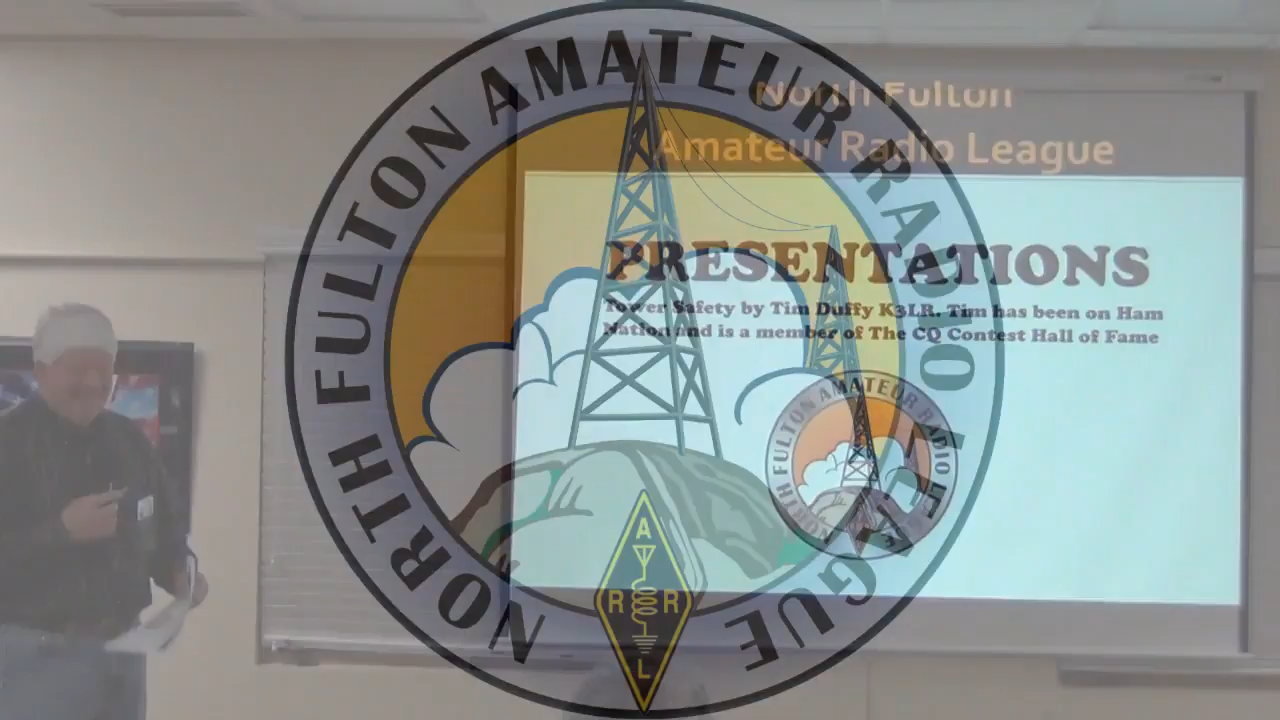 NORTH FULTON AMATEUR RADIO LEAGUE
North Fulton
Amateur Radio League
PRESENTATIONS
Tower Safety by Tim Duffy K3LR. Tim has been on Ham
Nation and is a member of The CQ Contest Hall of Fame
NORTH FULTON AMATEUR RADIO LEAGUE
A
R R
L